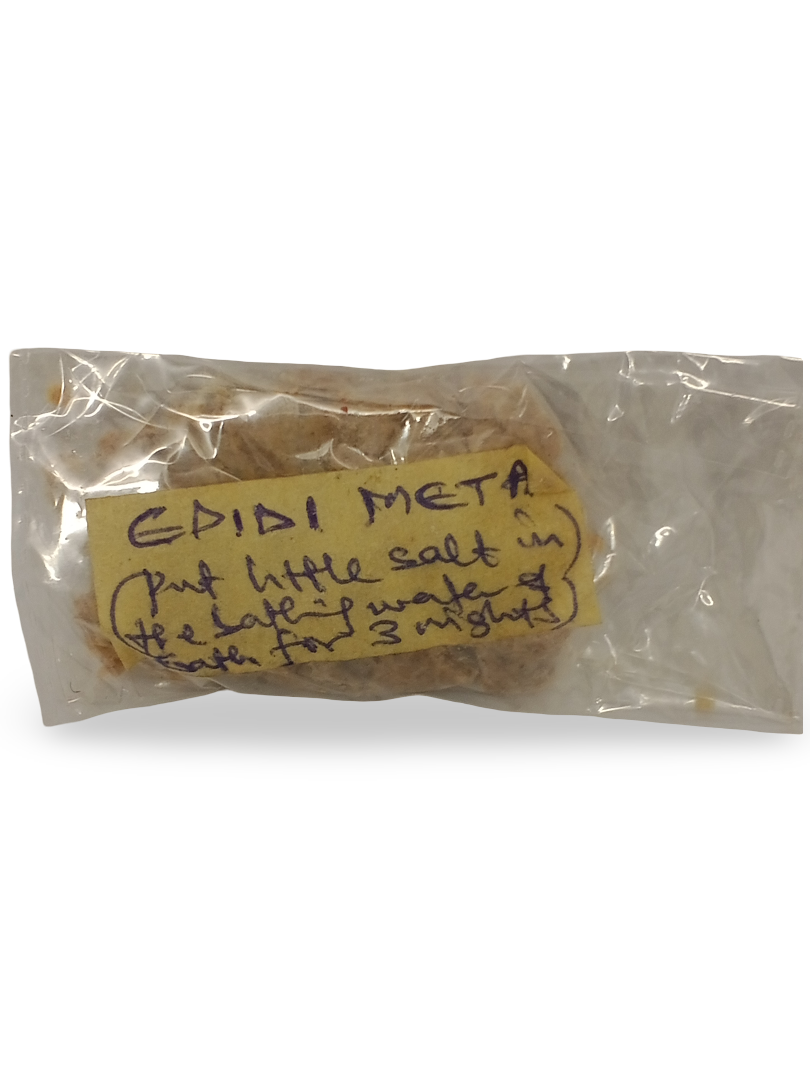 EDIDI META
(put little salt in
the bathing water &
bath for 3 nights)